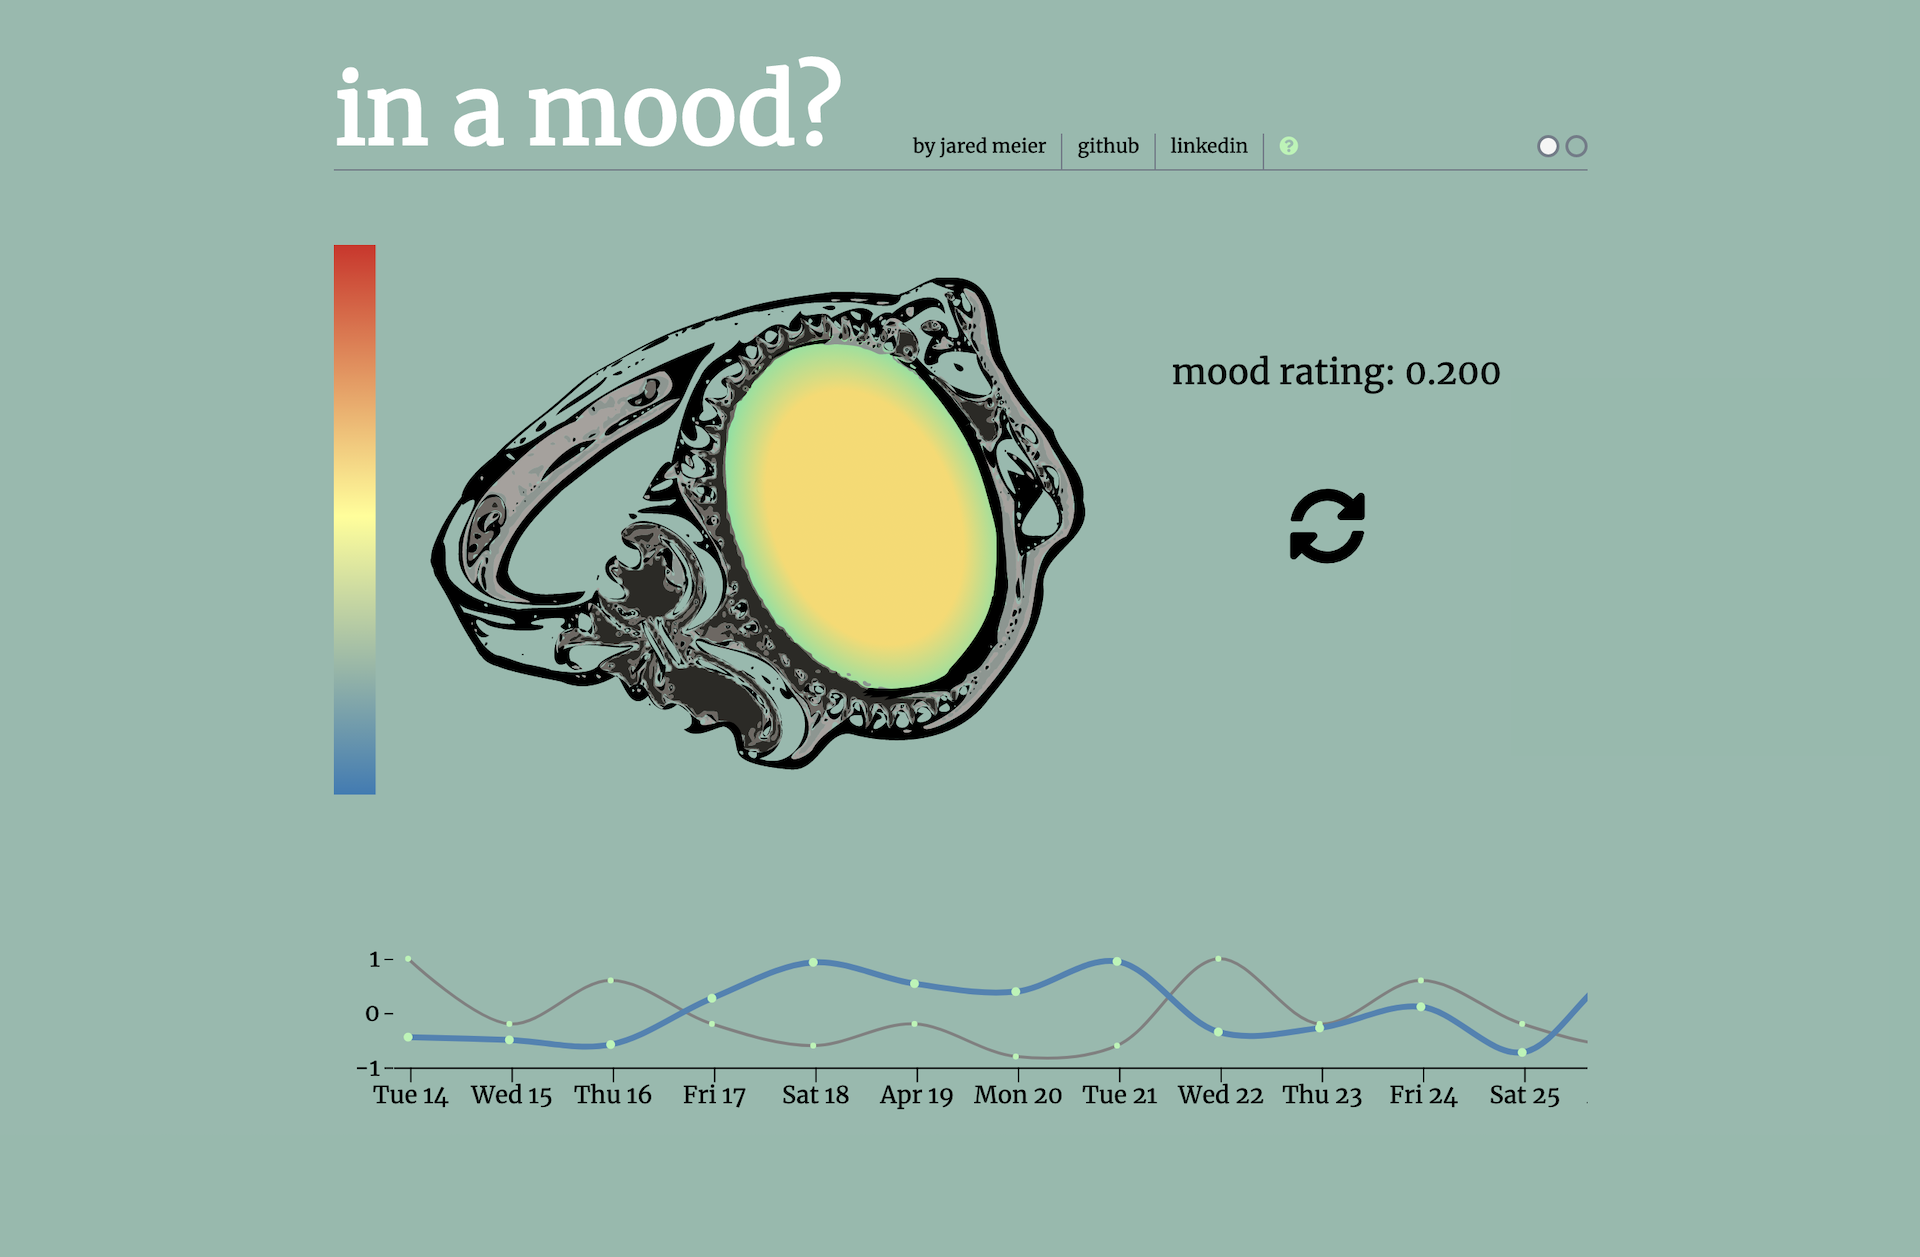 in a mood?
by jared meier github linkedin ?
mood rating: 0.200
1
0
-1
Tue 14 Wed 15 Thu 16 Fri 17 Sat 18 Apr 19 Mon 20 Tue 21 Wed 22 Thu 23 Fri 24 Sat 25